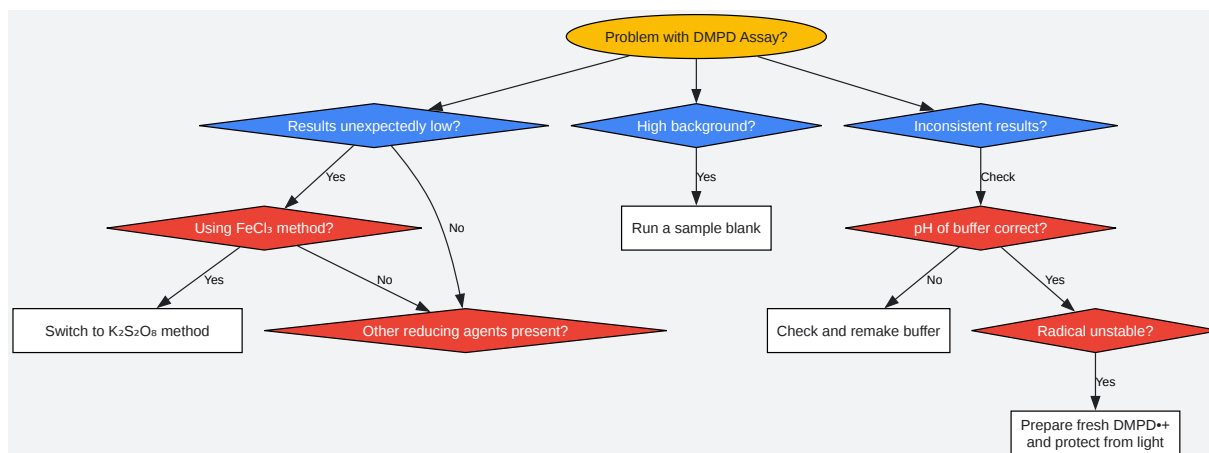 Problem with DMPD Assay?
Results unexpectedly low?
High background?
Inconsistent results?
Yes
Yes
Check
Using FeCl₃ method?
No
Run a sample blank
pH of buffer correct?
Yes
No
No
Yes
Switch to K₂S₂O₈ method
Other reducing agents present?
Check and remake buffer
Radical unstable?
Yes
Prepare fresh DMPD•+
and protect from light